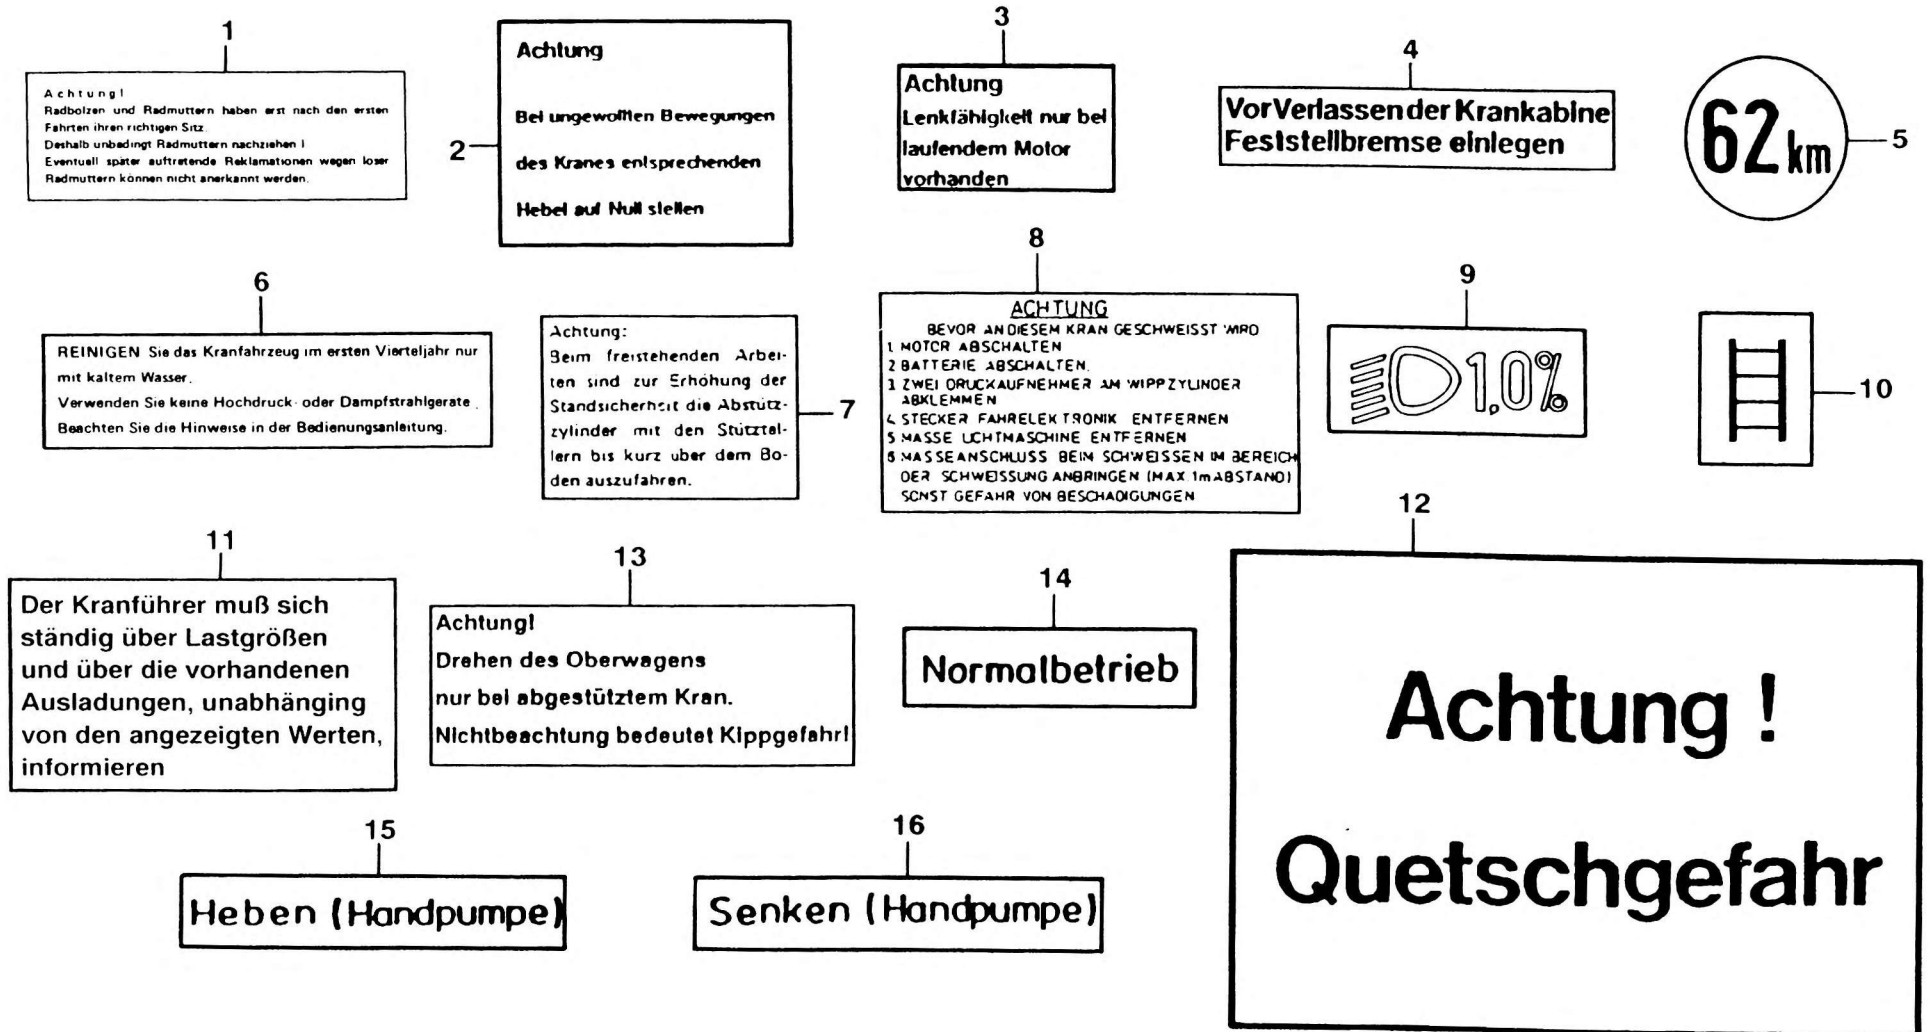 1
Achtung!
Radbolzen und Radmuttern haben erst nach den ersten
Fahrten ihren richtigen Sitz.
Deshalb unbedingt Radmuttern nachziehen !
Eventuell später auftretende Reklamationen wegen loser
Radmuttern können nicht anerkannt werden.
2
Achtung
Bei ungewollten Bewegungen
des Kranes entsprechenden
Hebel auf Null stellen
3
Achtung
Lenkfähigkeit nur bei
laufendem Motor
vorhanden
4
Vor Verlassen der Krankabine
Feststellbremse einlegen
62 km
5
6
REINIGEN Sie das Kranfahrzeug im ersten Vierteljahr nur
mit kaltem Wasser.
Verwenden Sie keine Hochdruck- oder Dampfstrahlgerate.
Beachten Sie die Hinweise in der Bedienungsanleitung.
Achtung:
Beim freistehenden Arbei-
ten sind zur Erhöhung der
Standsicherheit die Abstütz-
zylinder mit den Stütztel-
lern bis kurz uber dem Bo-
den auszufahren.
7
8
ACHTUNG
BEVOR AN DIESEM KRAN GESCHWEISST WIRD
1 MOTOR ABSCHALTEN
2 BATTERIE ABSCHALTEN.
3 ZWEI DRUCKAUFNEHMER AM WIPPZYLINDER
ABKLEMMEN
4 STECKER FAHRELEKTRONIK ENTFERNEN
5 MASSE LICHTMASCHINE ENTFERNEN
6 MASSEANSCHLUSS BEIM SCHWEISSEN IM BEREICH
DER SCHWEISSUNG ANBRINGEN (MAX. 1m ABSTAND)
SONST GEFAHR VON BESCHADIGUNGEN
9
1,0%
10
11
Der Kranführer muß sich
ständig über Lastgrößen
und über die vorhandenen
Ausladungen, unabhänging
von den angezeigten Werten,
informieren
12
Achtung !
Quetschgefahr
13
Achtung!
Drehen des Oberwagens
nur bei abgestütztem Kran.
Nichtbeachtung bedeutet Kippgefahr!
14
Normalbetrieb
15
Heben (Handpumpe)
16
Senken (Handpumpe)